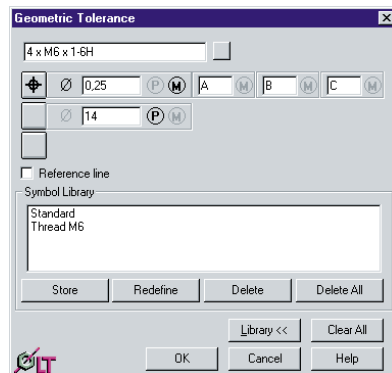 Geometric Tolerance
4 x M6 x 1-6H
⌖ Ø 0,25 Ⓟ Ⓜ A Ⓜ B Ⓜ C Ⓜ
Ø 14 Ⓟ Ⓜ
Reference line
Symbol Library
Standard
Thread M6
Store Redefine Delete Delete All
Library << Clear All
LT OK Cancel Help